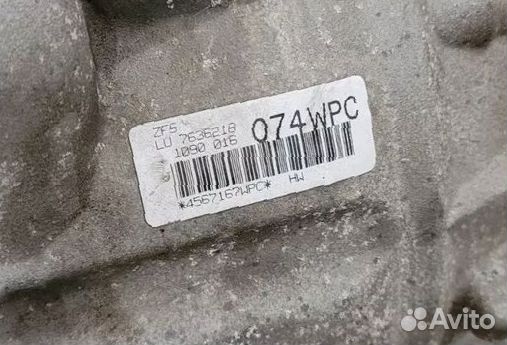 ZFS
LU 7636218 074WPC
1090 016
*4567167WPC* HW
Avito